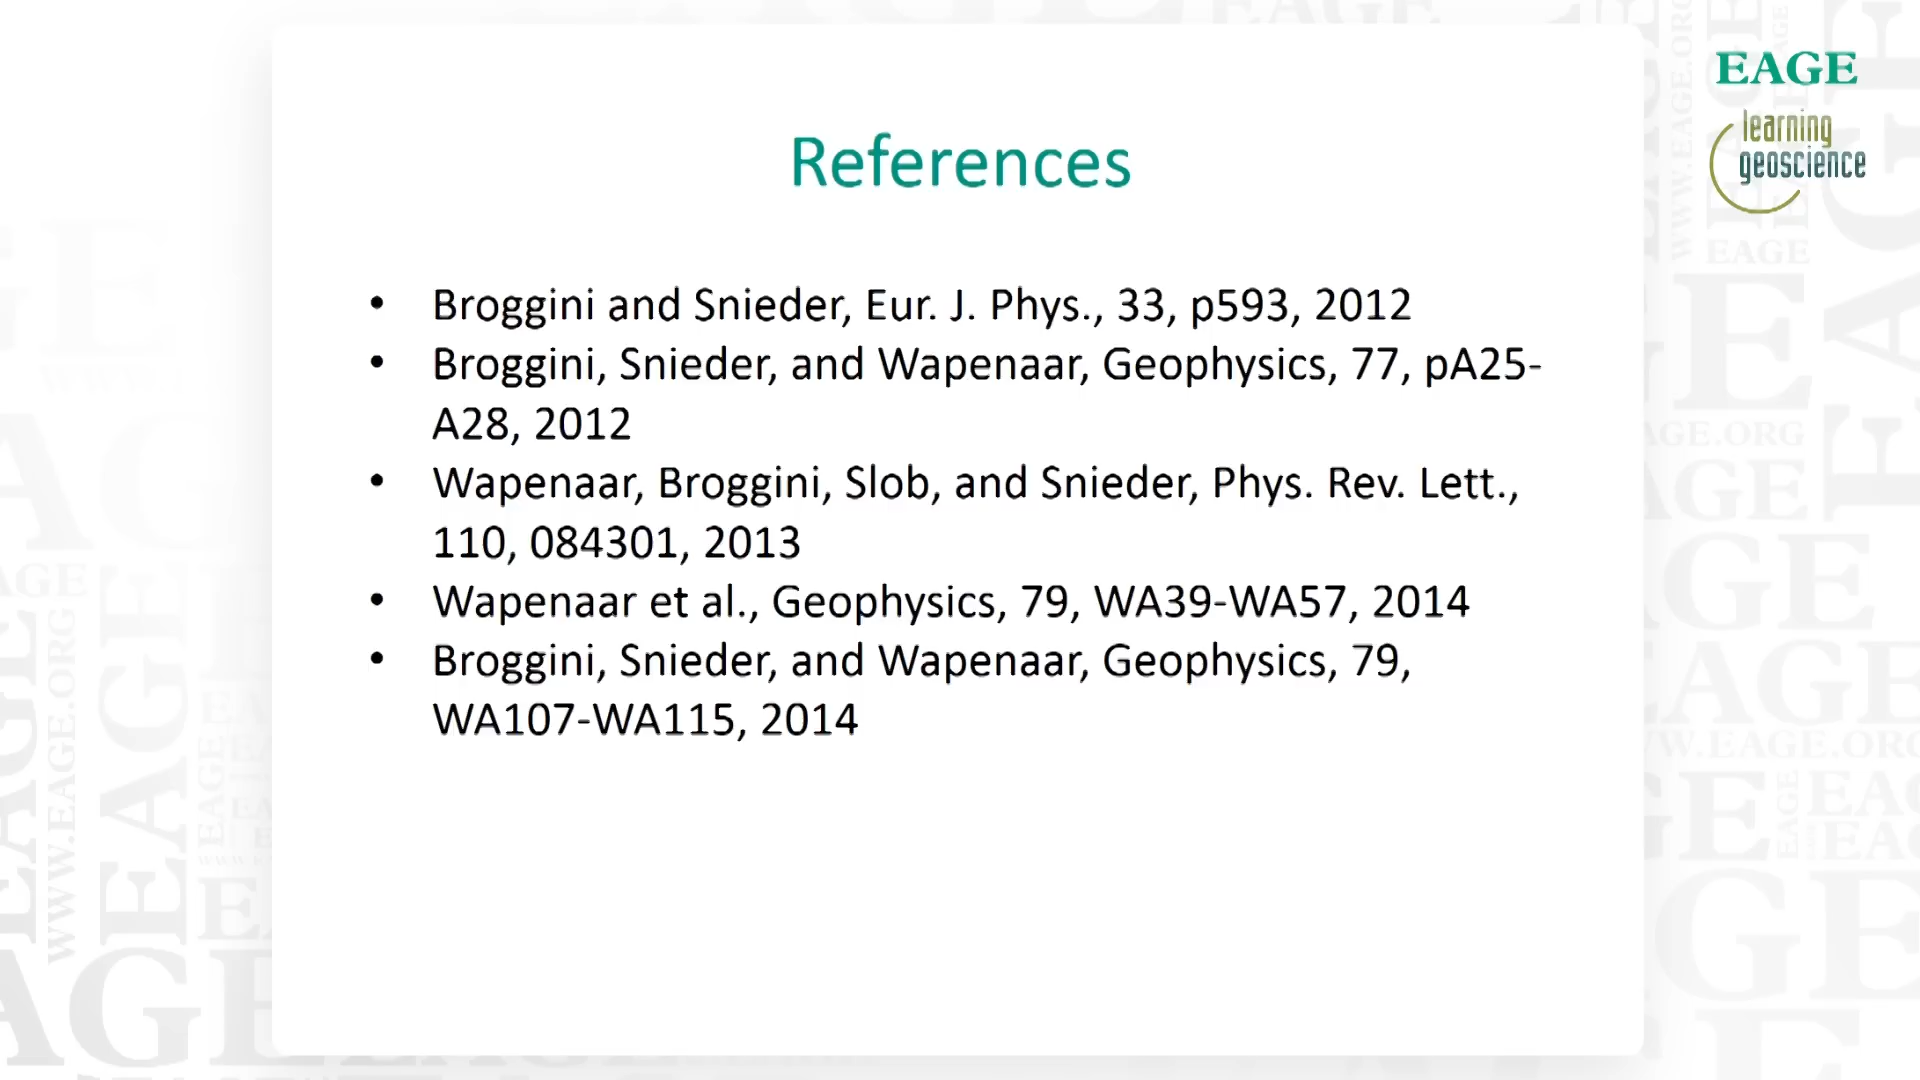 References
• Broggini and Snieder, Eur. J. Phys., 33, p593, 2012
• Broggini, Snieder, and Wapenaar, Geophysics, 77, pA25-
A28, 2012
• Wapenaar, Broggini, Slob, and Snieder, Phys. Rev. Lett.,
110, 084301, 2013
• Wapenaar et al., Geophysics, 79, WA39-WA57, 2014
• Broggini, Snieder, and Wapenaar, Geophysics, 79,
WA107-WA115, 2014
EAGE
learning
geoscience